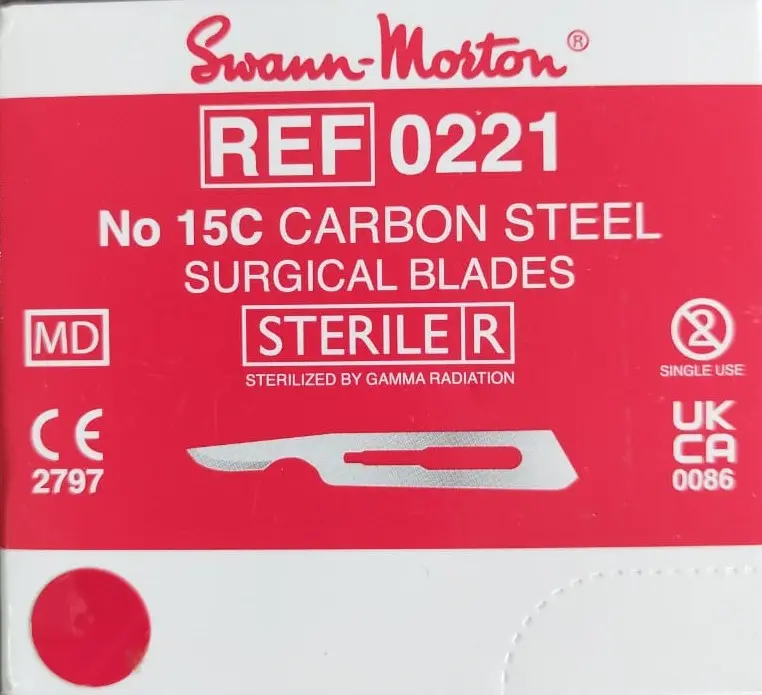 Swann-Morton®
REF 0221
No 15C CARBON STEEL
SURGICAL BLADES
MD
STERILE R
2
SINGLE USE
STERILIZED BY GAMMA RADIATION
CE
2797
UK
CA
0086